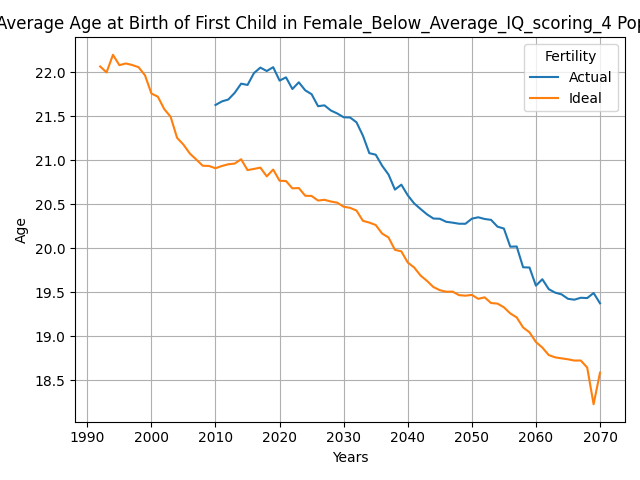 Average Age at Birth of First Child in Female_Below_Average_IQ_scoring_4
Fertility
Actual
Ideal
22.0
21.5
21.0
20.5
20.0
19.5
19.0
18.5
Age
1990 2000 2010 2020 2030 2040 2050 2060 2070
Years